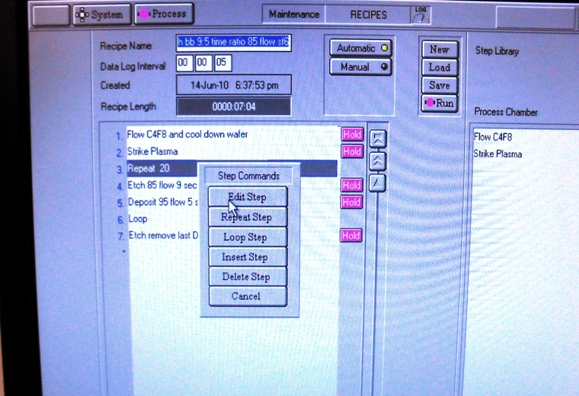 System Process Maintenance RECIPES LOG
Recipe Name h bb 9:5 time ratio 85 flow sf6
Data Log Interval 00 00 05
Created 14-Jun-10 6:37:53 pm
Recipe Length 0000:07:04
Automatic
Manual
New
Load
Save
Run
Step Library
Process Chamber
Flow C4F8
Strike Plasma
1. Flow C4F8 and cool down wafer Hold
2. Strike Plasma Hold
3. Repeat 20
4. Etch 85 flow 9 sec Hold
5. Deposit 95 flow 5 s Hold
6. Loop
7. Etch remove last D Hold
Step Commands
Edit Step
Repeat Step
Loop Step
Insert Step
Delete Step
Cancel